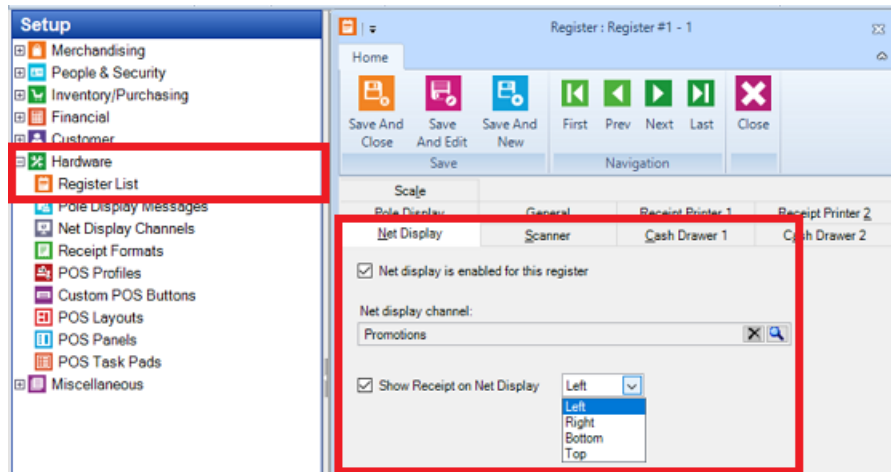 Setup
Merchandising
People & Security
Inventory/Purchasing
Financial
Customer
Hardware
Register List
Pole Display Messages
Net Display Channels
Receipt Formats
POS Profiles
Custom POS Buttons
POS Layouts
POS Panels
POS Task Pads
Miscellaneous
Register : Register #1 - 1
Home
Save And Close
Save And Edit
Save And New
First Prev Next Last
Close
Save Navigation
Scale
Pole Display General Receipt Printer 1 Receipt Printer 2
Net Display Scanner Cash Drawer 1 Cash Drawer 2
Net display is enabled for this register
Net display channel:
Promotions
Show Receipt on Net Display Left
Left
Right
Bottom
Top